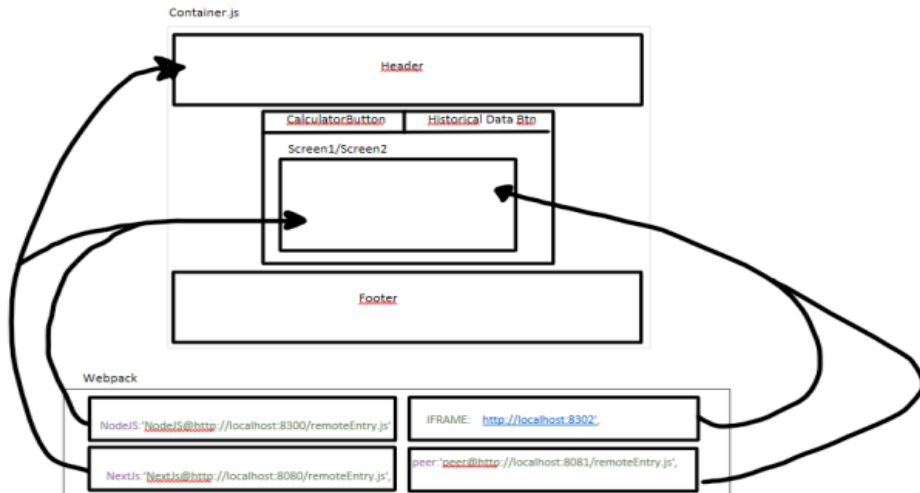 Container.js
Header
CalculatorButton
Historical Data Btn
Screen1/Screen2
Footer
Webpack
NodeJS:'NodeJS@http://localhost:8300/remoteEntry.js'
IFRAME: http://localhost:8302',
NextJs:'NextJs@http://localhost:8080/remoteEntry.js',
peer:'peer@http://localhost:8081/remoteEntry.js',